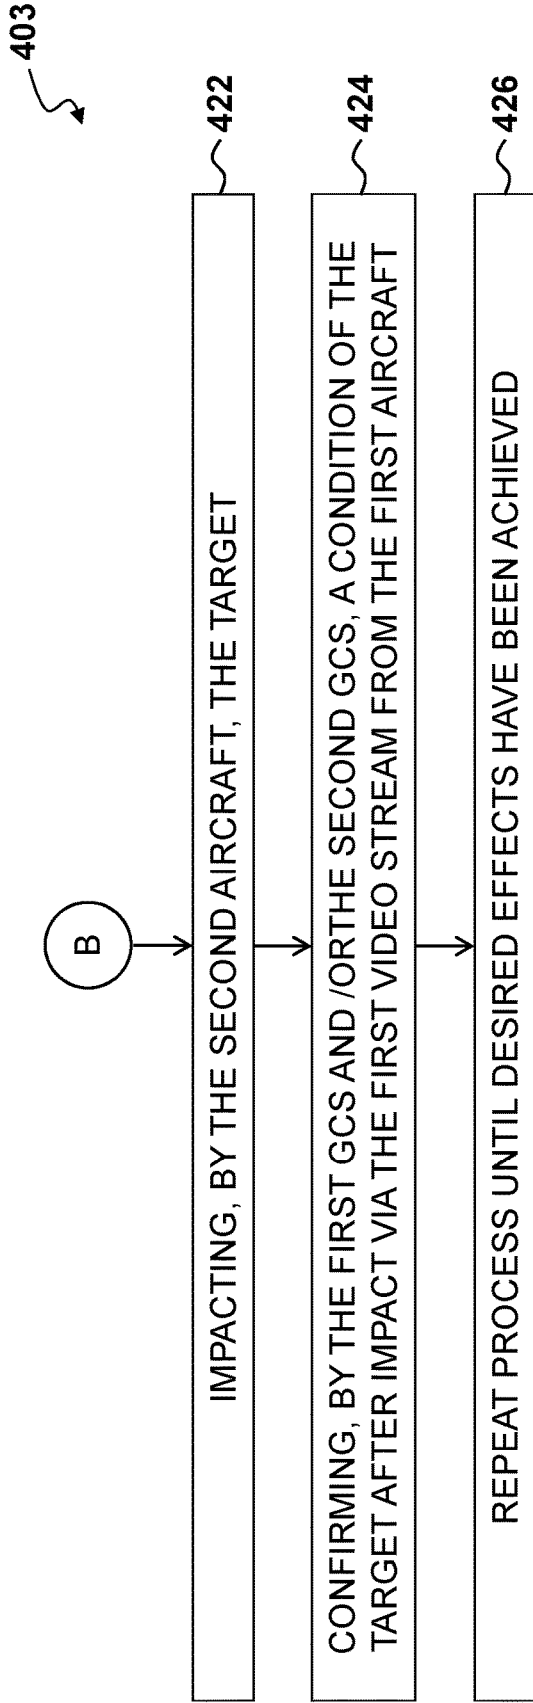 403
B
IMPACTING, BY THE SECOND AIRCRAFT, THE TARGET
422
CONFIRMING, BY THE FIRST GCS AND /ORTHE SECOND GCS, A CONDITION OF THE
TARGET AFTER IMPACT VIA THE FIRST VIDEO STREAM FROM THE FIRST AIRCRAFT
424
REPEAT PROCESS UNTIL DESIRED EFFECTS HAVE BEEN ACHIEVED
426